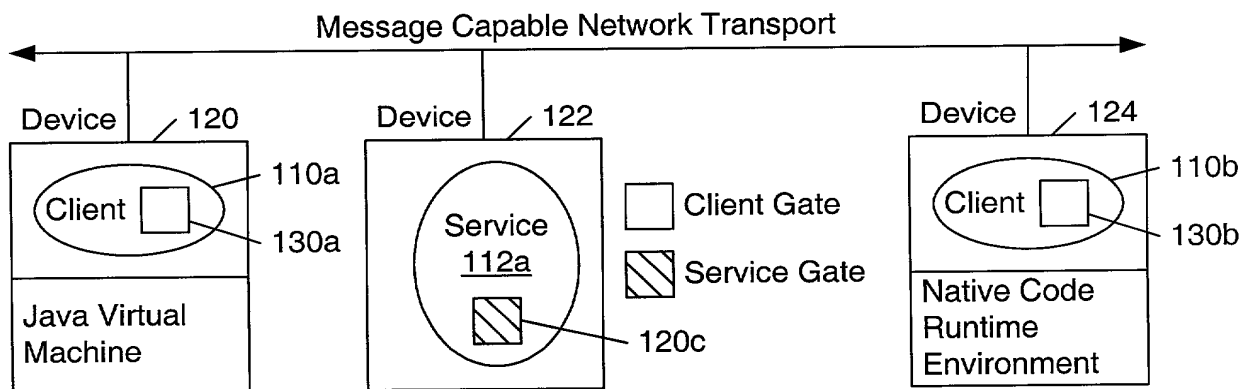 Message Capable Network Transport
Device 120
Device 122
Device 124
Client 110a
130a
Java Virtual
Machine
Service
112a
120c
Client Gate
Service Gate
Client 110b
130b
Native Code
Runtime
Environment